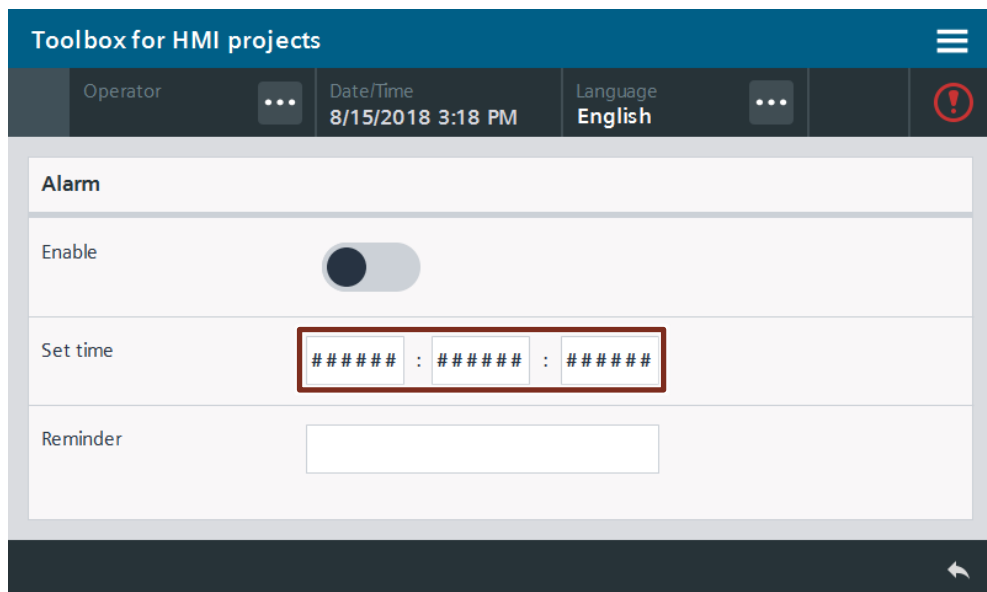 Toolbox for HMI projects
Operator
•••
Date/Time
8/15/2018 3:18 PM
Language
English
•••
Alarm
Enable
Set time
###### : ###### : ######
Reminder